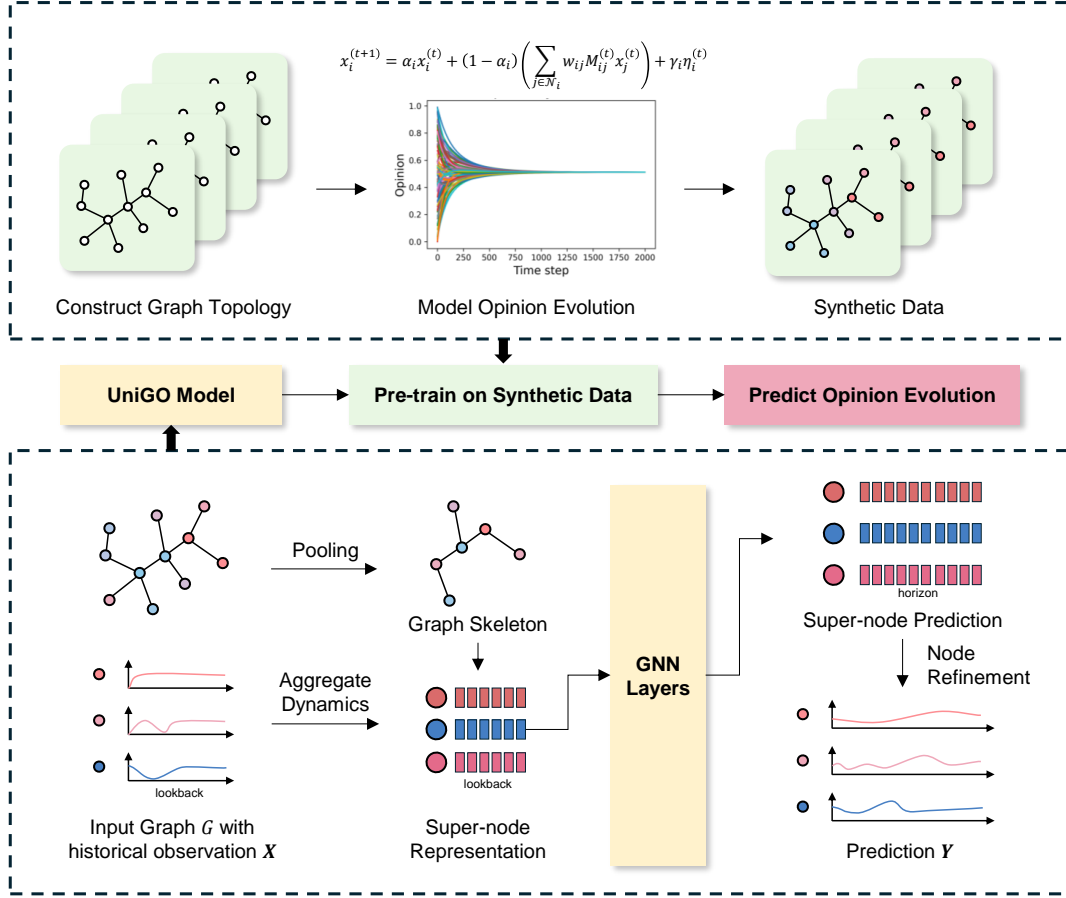 x_i^{(t+1)} = α_i x_i^{(t)} + (1 − α_i) ( ∑_{j∈𝒩_i} w_{ij} M_{ij}^{(t)} x_j^{(t)} ) + γ_i η_i^{(t)}
1.0
0.8
0.6
0.4
0.2
0.0
Opinion
0 250 500 750 1000 1250 1500 1750 2000
Time step
Construct Graph Topology
Model Opinion Evolution
Synthetic Data
UniGO Model
Pre-train on Synthetic Data
Predict Opinion Evolution
Pooling
Graph Skeleton
Aggregate
Dynamics
lookback
Input Graph G with
historical observation X
lookback
Super-node
Representation
GNN
Layers
horizon
Super-node Prediction
Node
Refinement
Prediction Y